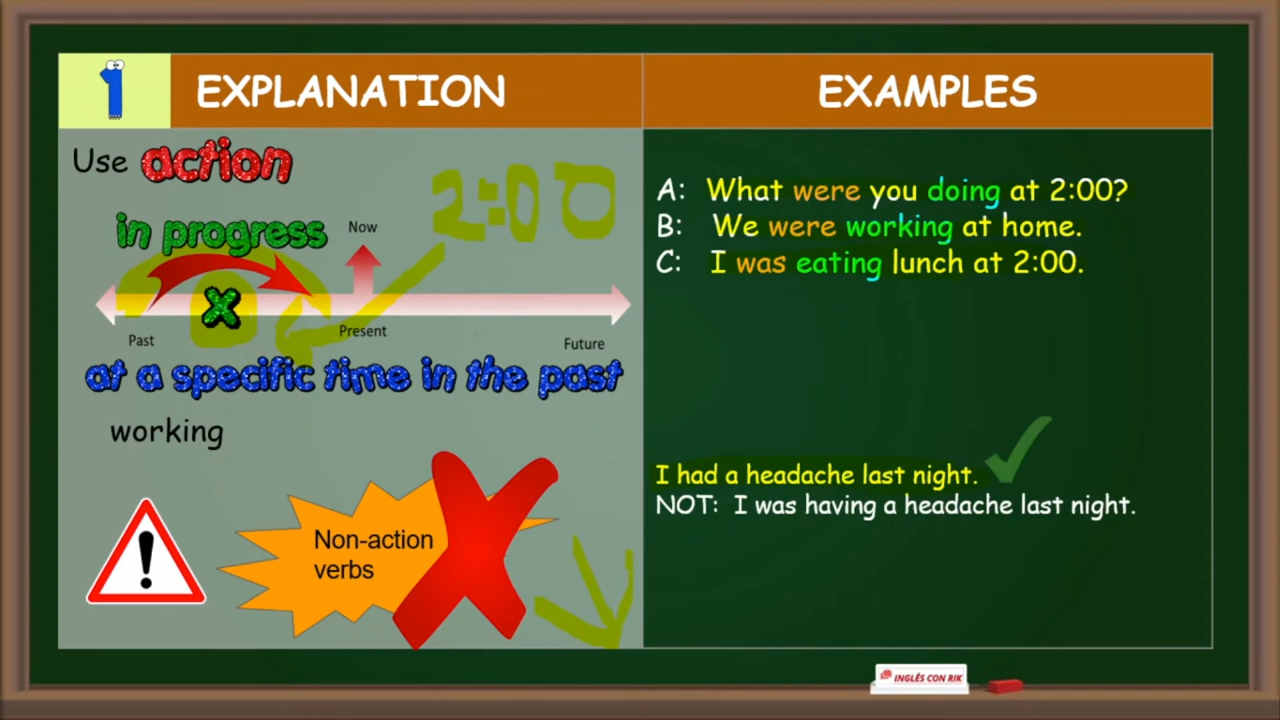 1 EXPLANATION
EXAMPLES
Use action
in progress
2:00
Now
X
Past
Present
Future
at a specific time in the past
working
!
Non-action
verbs
A: What were you doing at 2:00?
B: We were working at home.
C: I was eating lunch at 2:00.
I had a headache last night.
NOT: I was having a headache last night.
INGLÉS CON RIK